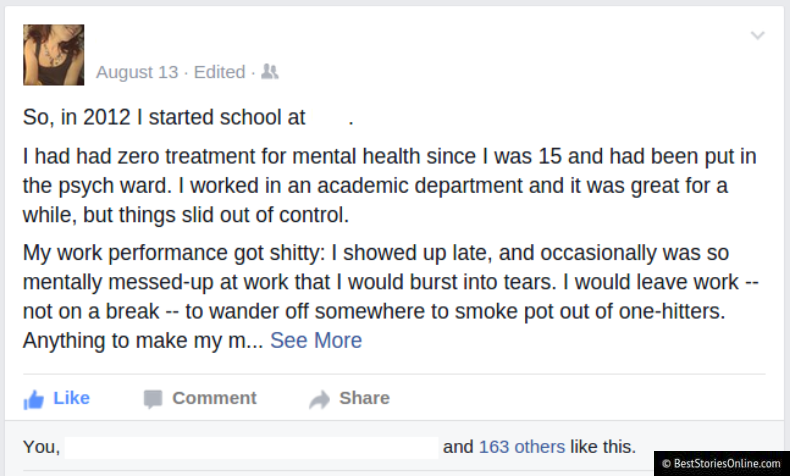 August 13 · Edited ·
So, in 2012 I started school at .
I had had zero treatment for mental health since I was 15 and had been put in
the psych ward. I worked in an academic department and it was great for a
while, but things slid out of control.
My work performance got shitty: I showed up late, and occasionally was so
mentally messed-up at work that I would burst into tears. I would leave work --
not on a break -- to wander off somewhere to smoke pot out of one-hitters.
Anything to make my m... See More
Like Comment Share
You, and 163 others like this.
© BestStoriesOnline.com